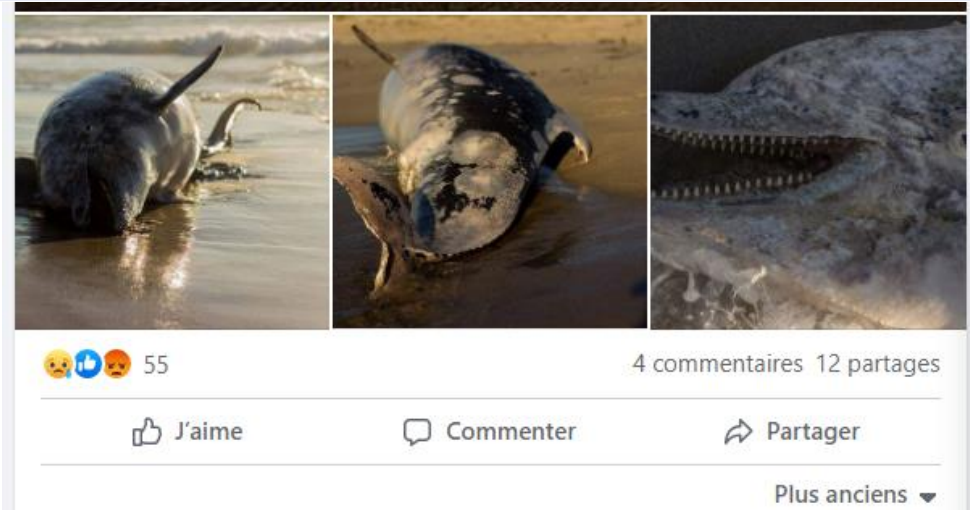 55
4 commentaires 12 partages
J'aime
Commenter
Partager
Plus anciens